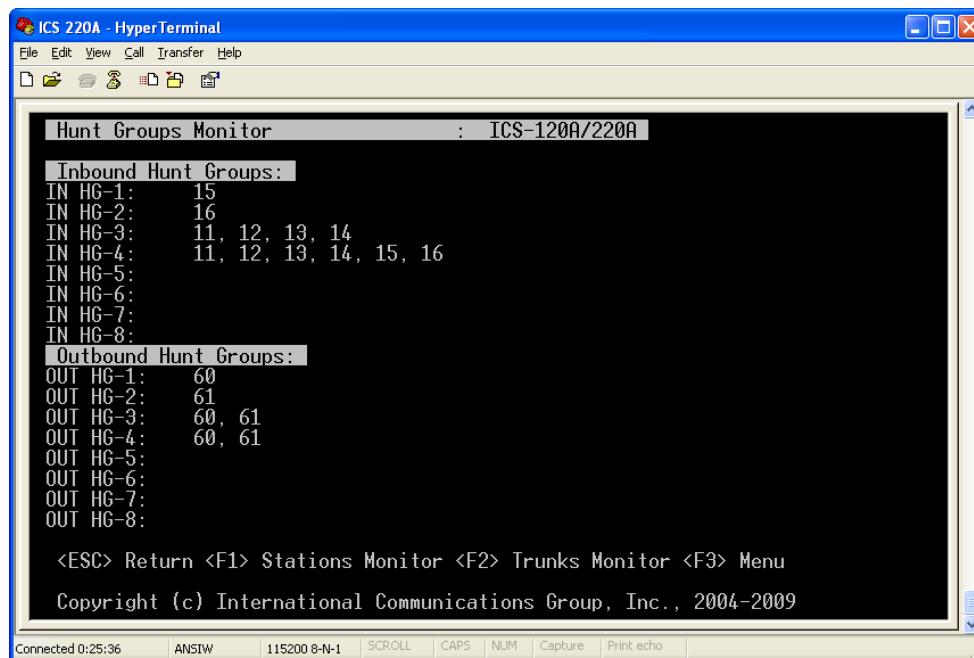 ICS 220A - HyperTerminal
File Edit View Call Transfer Help
Hunt Groups Monitor : ICS-120A/220A
Inbound Hunt Groups:
IN HG-1: 15
IN HG-2: 16
IN HG-3: 11, 12, 13, 14
IN HG-4: 11, 12, 13, 14, 15, 16
IN HG-5:
IN HG-6:
IN HG-7:
IN HG-8:
Outbound Hunt Groups:
OUT HG-1: 60
OUT HG-2: 61
OUT HG-3: 60, 61
OUT HG-4: 60, 61
OUT HG-5:
OUT HG-6:
OUT HG-7:
OUT HG-8:
<ESC> Return <F1> Stations Monitor <F2> Trunks Monitor <F3> Menu
Copyright (c) International Communications Group, Inc., 2004-2009
Connected 0:25:36 ANSIW 115200 8-N-1 SCROLL CAPS NUM Capture Print echo